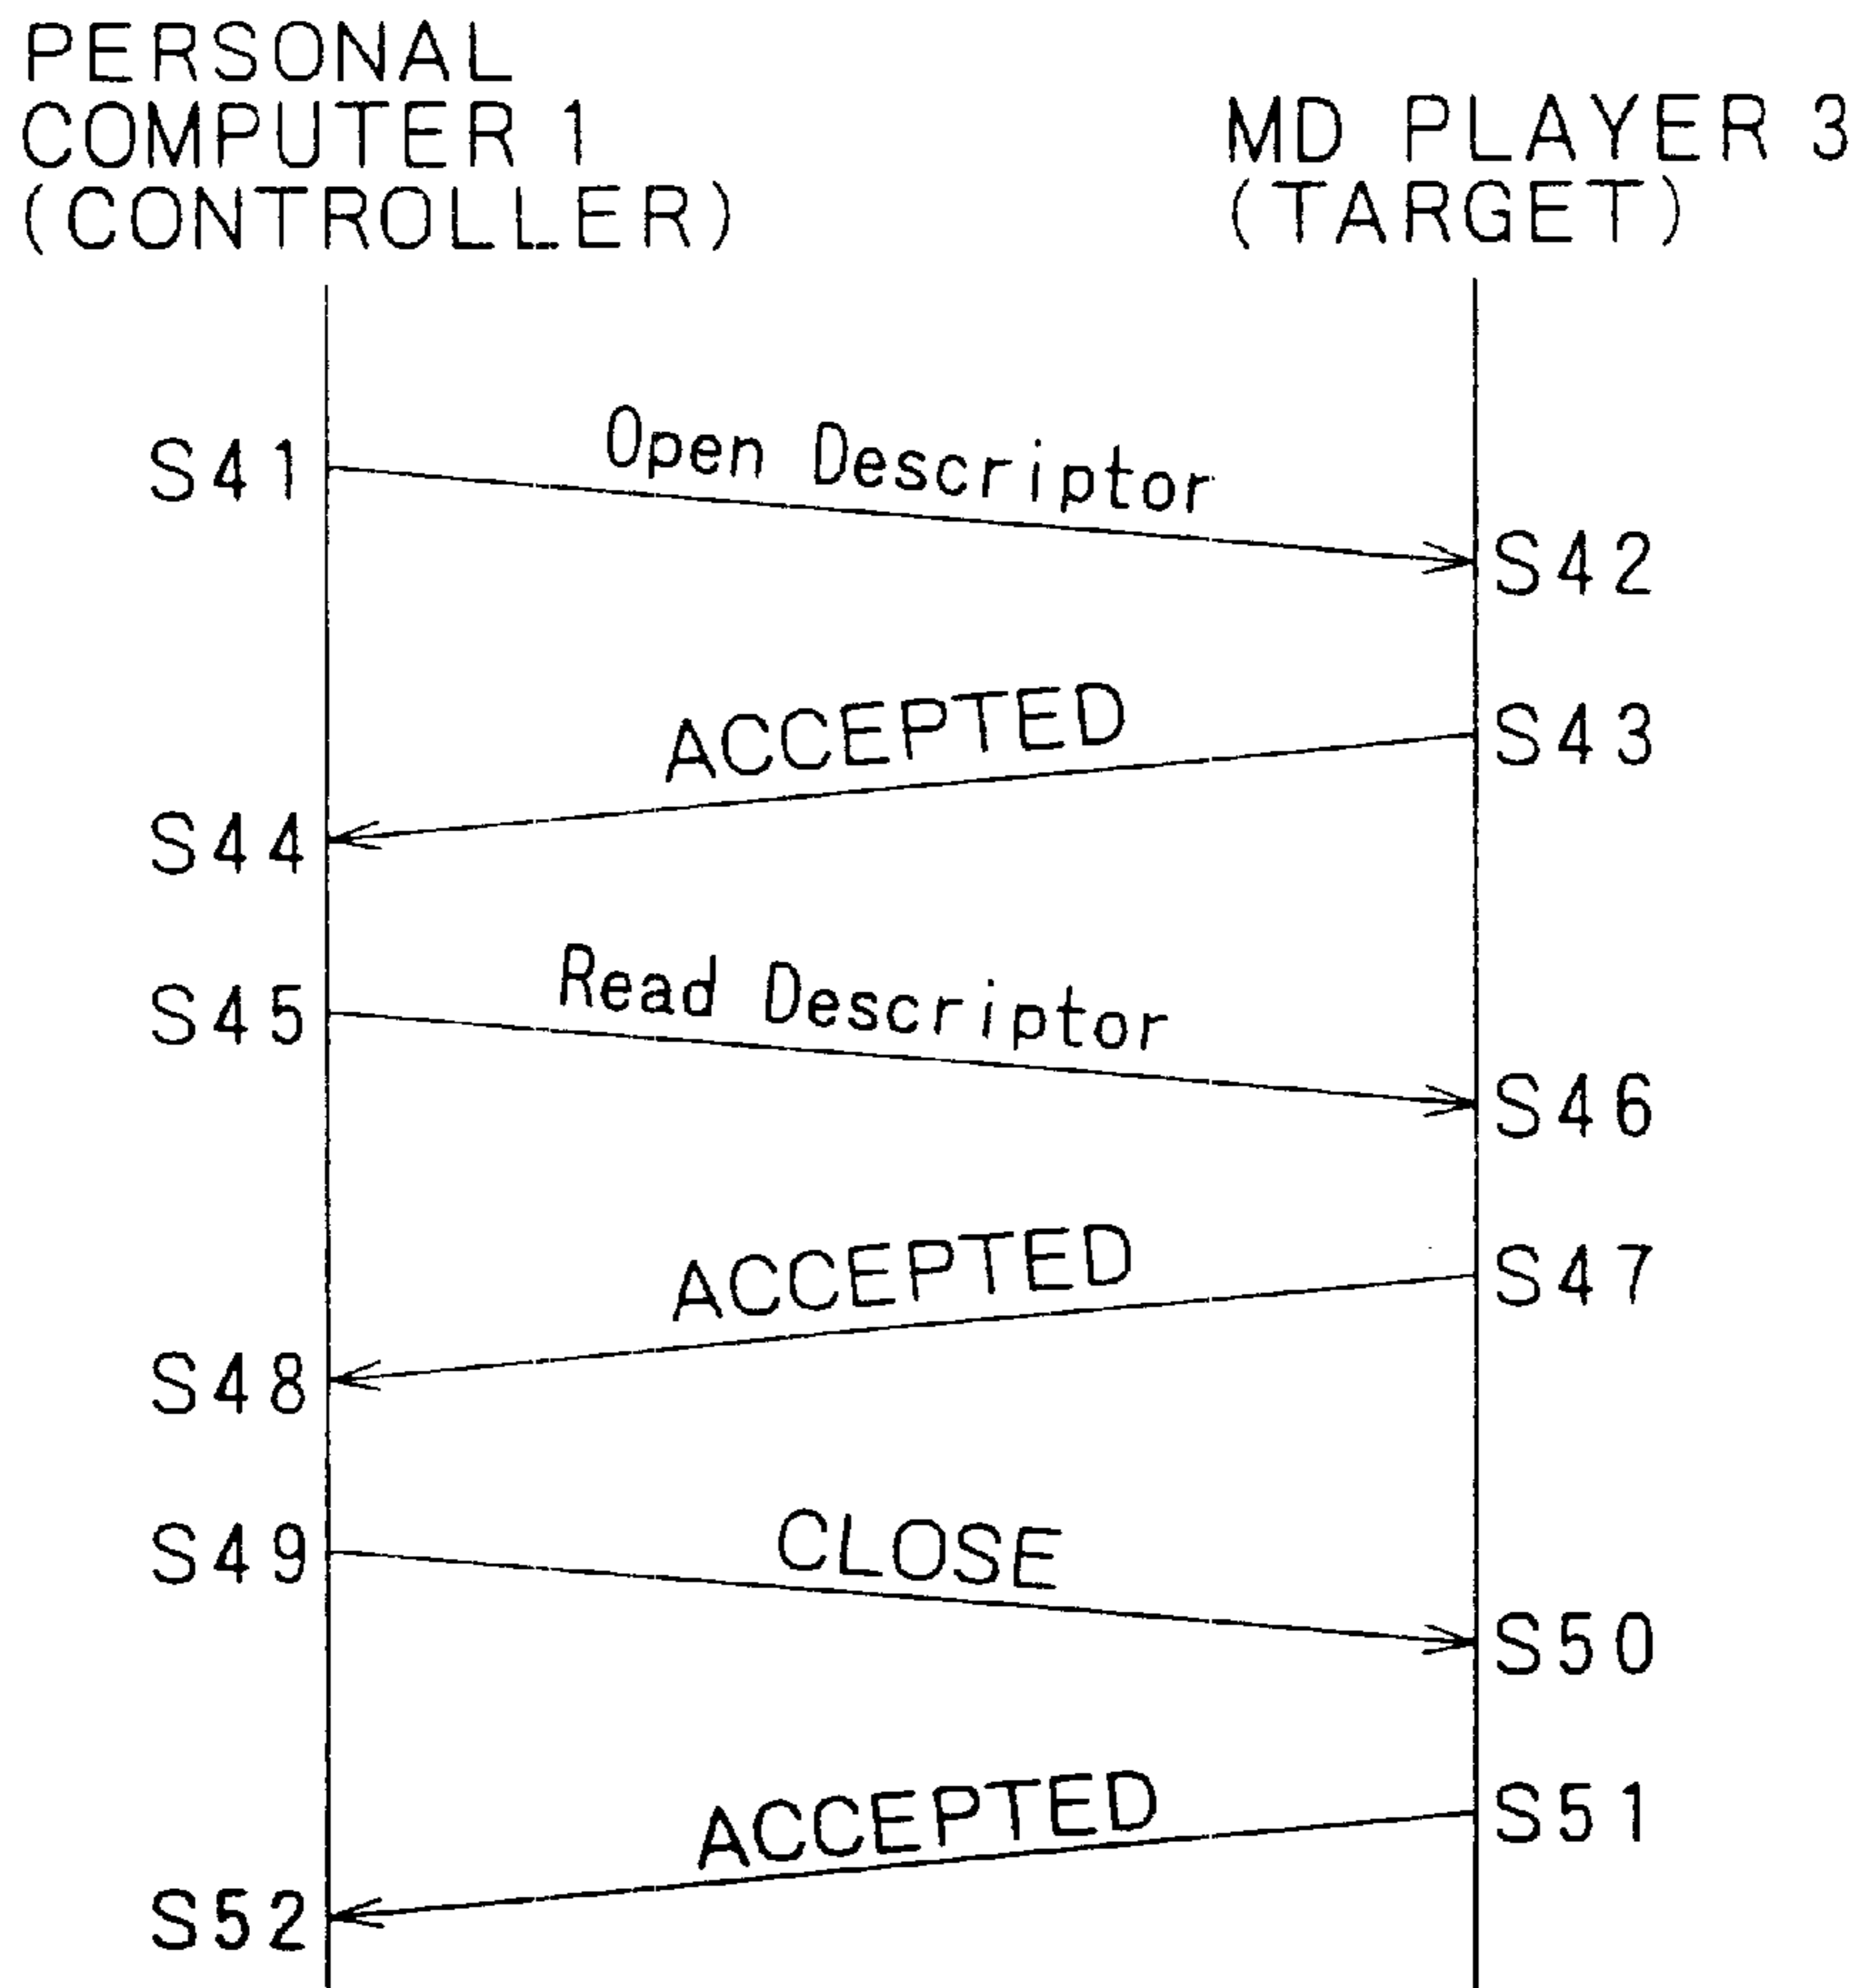 PERSONAL
COMPUTER 1
(CONTROLLER)
MD PLAYER 3
(TARGET)
S41
Open Descriptor
S42
ACCEPTED
S43
S44
S45
Read Descriptor
S46
ACCEPTED
S47
S48
S49
CLOSE
S50
ACCEPTED
S51
S52